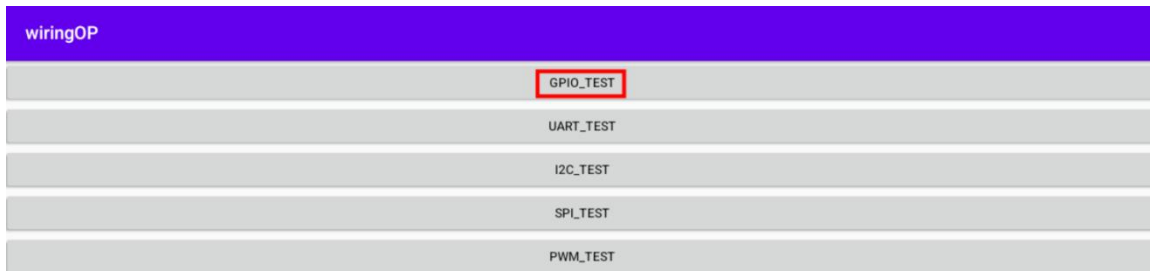 wiringOP
GPIO_TEST
UART_TEST
I2C_TEST
SPI_TEST
PWM_TEST